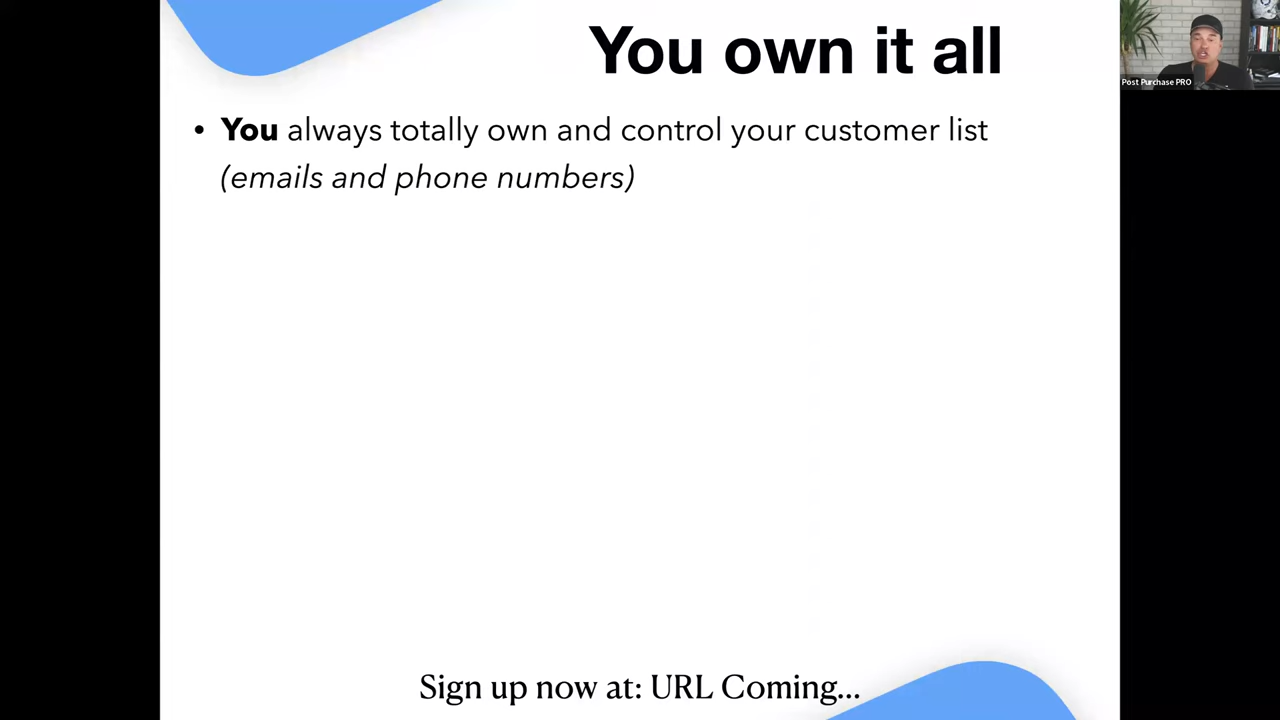 You own it all
• You always totally own and control your customer list
(emails and phone numbers)
Sign up now at: URL Coming...
Post Purchase PRO